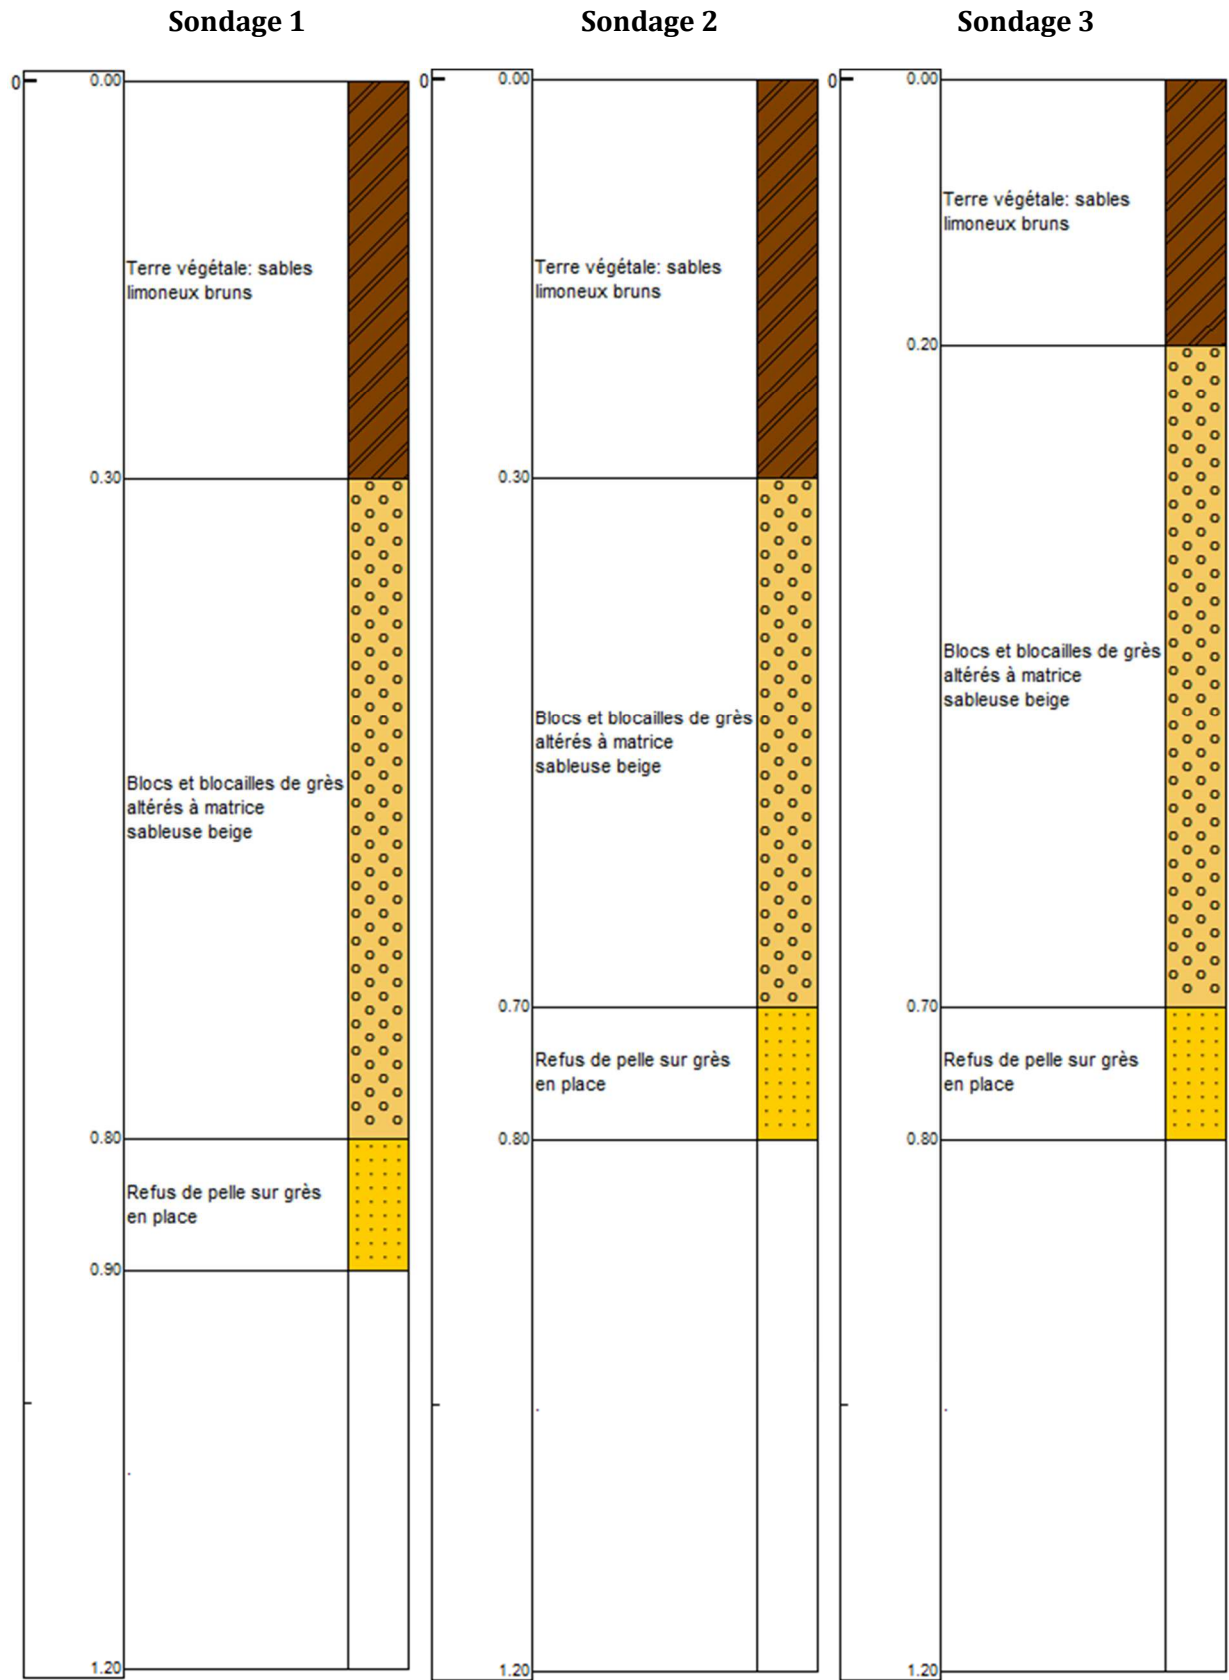 Sondage 1
0
0.00
Terre végétale: sables
limoneux bruns
0.30
Blocs et blocailles de grès
altérés à matrice
sableuse beige
0.80
Refus de pelle sur grès
en place
0.90
1.20
Sondage 2
0
0.00
Terre végétale: sables
limoneux bruns
0.30
Blocs et blocailles de grès
altérés à matrice
sableuse beige
0.70
Refus de pelle sur grès
en place
0.80
1.20
Sondage 3
0
0.00
Terre végétale: sables
limoneux bruns
0.20
Blocs et blocailles de grès
altérés à matrice
sableuse beige
0.70
Refus de pelle sur grès
en place
0.80
1.20